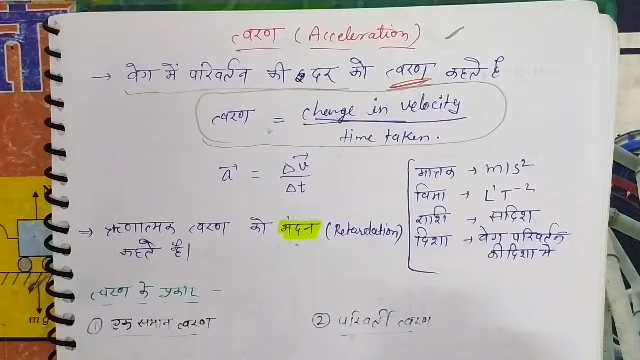 त्वरण (Acceleration)
→ वेग में परिवर्तन की दर को त्वरण कहते है
त्वरण = change in velocity
time taken.
a⃗ = Δv⃗
Δt
मात्रक → m/s²
विमा → L¹T⁻²
राशि → सदिश
दिशा → वेग परिवर्तन
की दिशा में
→ ऋणात्मक त्वरण को मंदन (Retardation)
कहते है।
त्वरण के प्रकार -
① एक समान त्वरण
② परिवर्ती त्वरण
mg